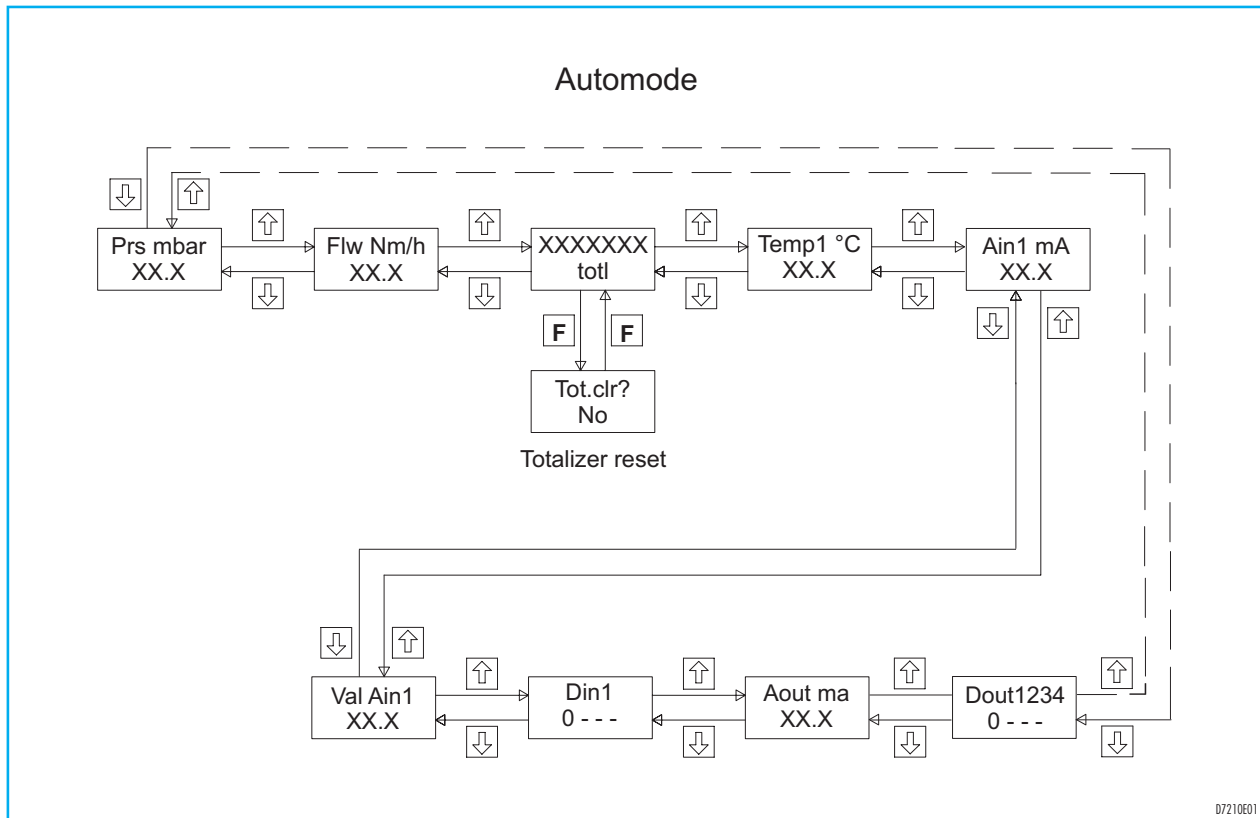 Automode
Prs mbar
XX.X
Flw Nm/h
XX.X
XXXXXXX
totl
Temp1 °C
XX.X
Ain1 mA
XX.X
F
F
Tot.clr?
No
Totalizer reset
Val Ain1
XX.X
Din1
0 - - -
Aout ma
XX.X
Dout1234
0 - - -
D7210E01